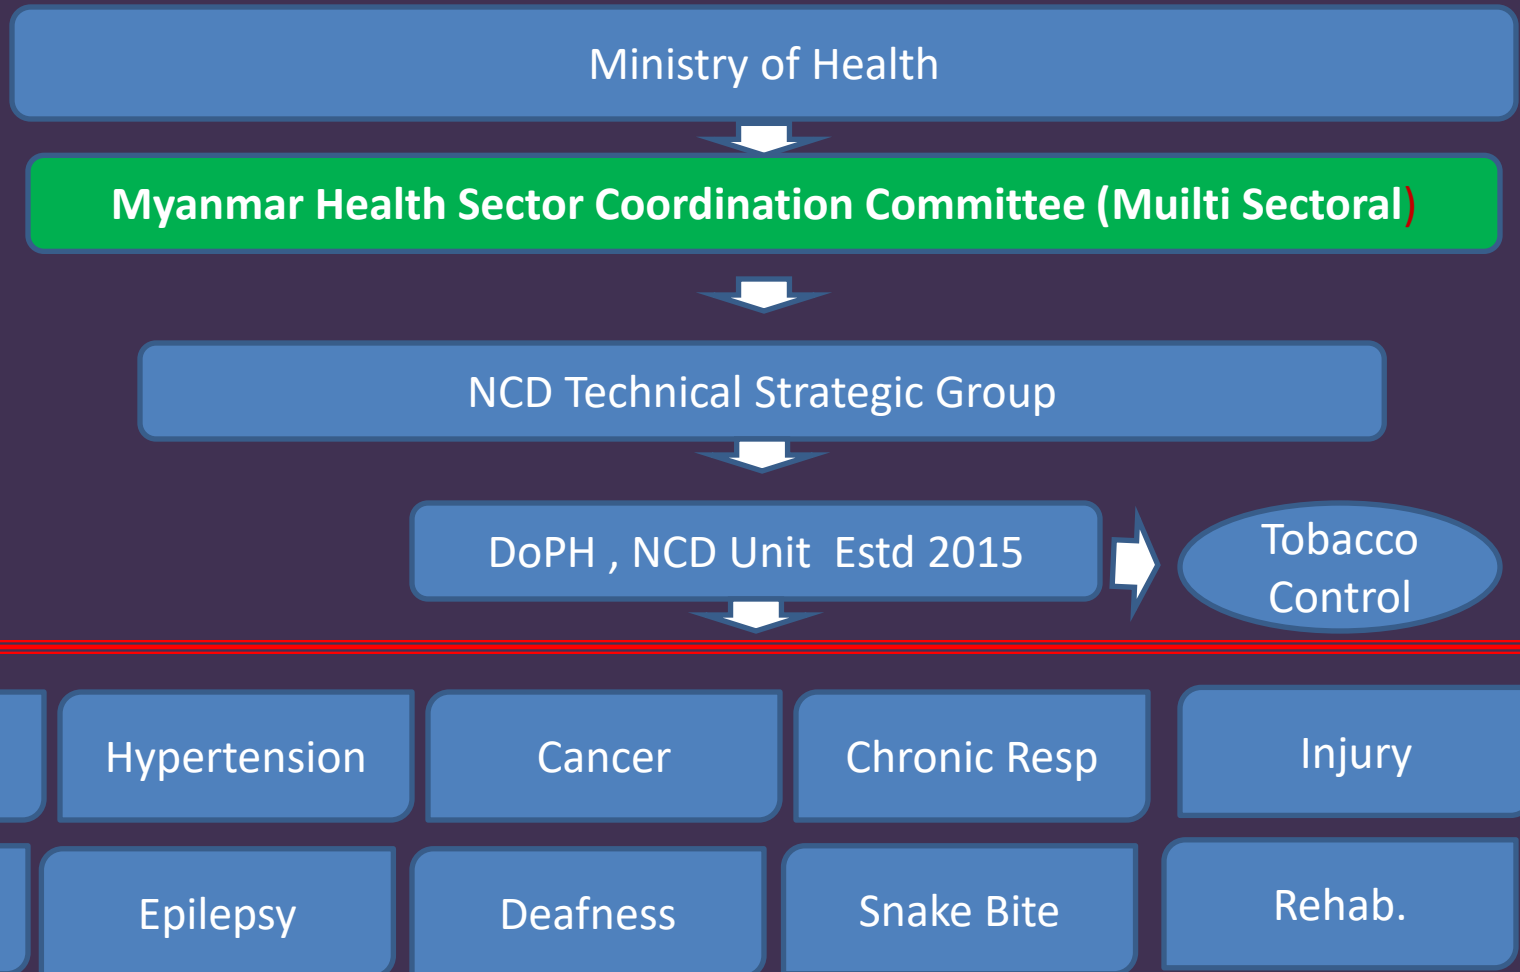 Ministry of Health
Myanmar Health Sector Coordination Committee (Muilti Sectoral)
NCD Technical Strategic Group
DoPH , NCD Unit Estd 2015
Tobacco
Control
Hypertension
Cancer
Chronic Resp
Injury
Epilepsy
Deafness
Snake Bite
Rehab.